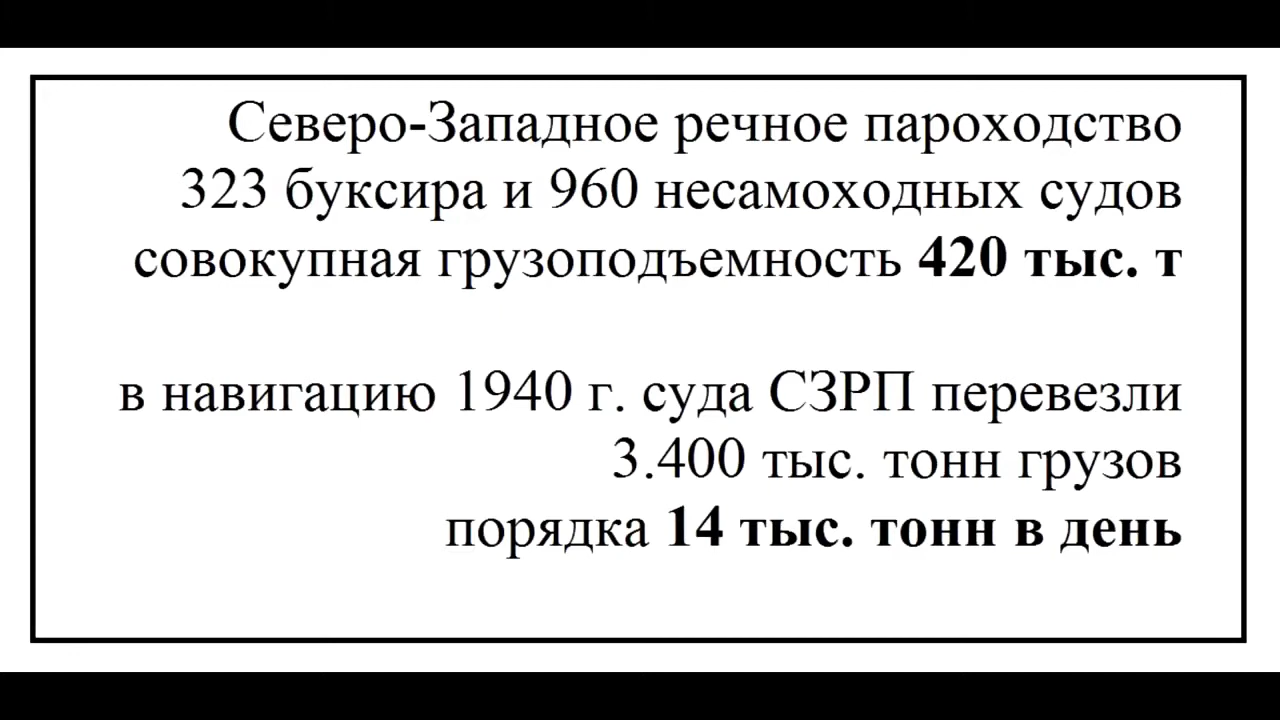 Северо-Западное речное пароходство
323 буксира и 960 несамоходных судов
совокупная грузоподъемность 420 тыс. т
в навигацию 1940 г. суда СЗРП перевезли
3.400 тыс. тонн грузов
порядка 14 тыс. тонн в день